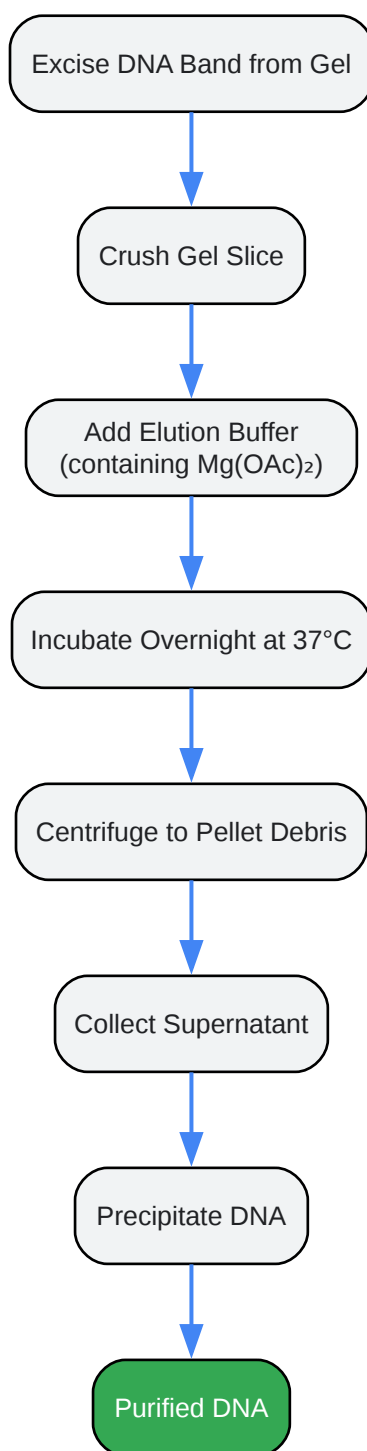 Excise DNA Band from Gel
Crush Gel Slice
Add Elution Buffer
(containing Mg(OAc)₂)
Incubate Overnight at 37°C
Centrifuge to Pellet Debris
Collect Supernatant
Precipitate DNA
Purified DNA